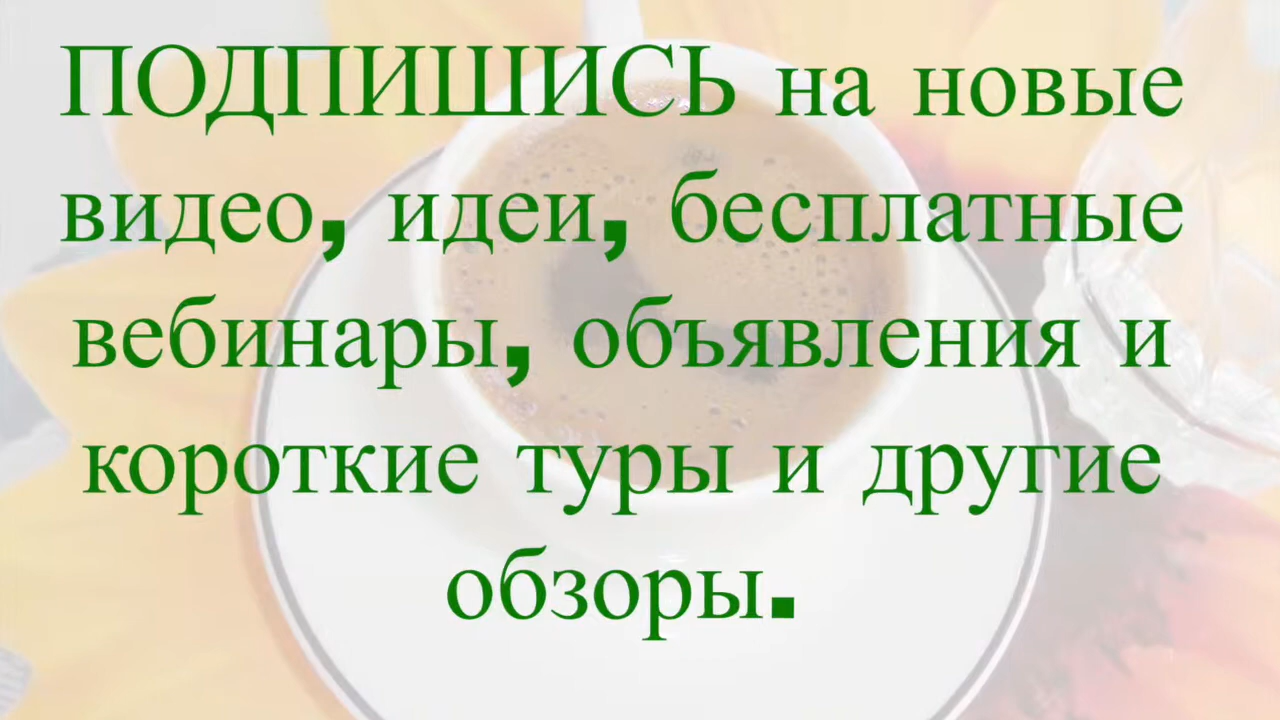 ПОДПИШИСЬ на новые
видео, идеи, бесплатные
вебинары, объявления и
короткие туры и другие
обзоры.